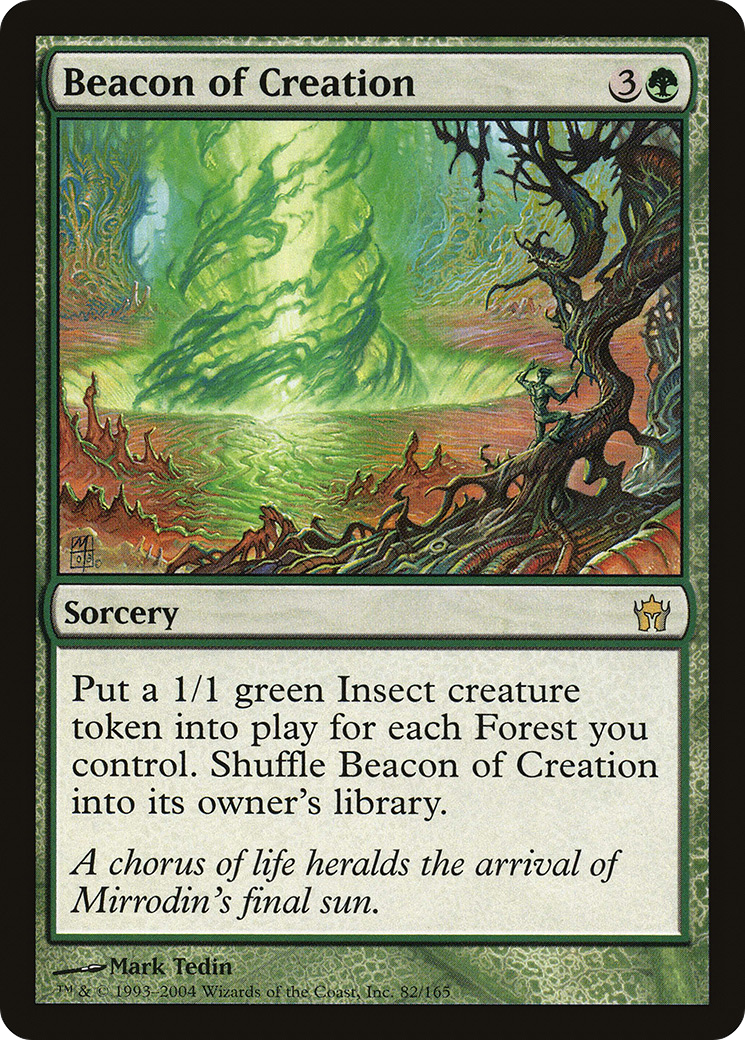 Beacon of Creation 3
Sorcery
Put a 1/1 green Insect creature
token into play for each Forest you
control. Shuffle Beacon of Creation
into its owner's library.
A chorus of life heralds the arrival of
Mirrodin's final sun.
Mark Tedin
™ & © 1993–2004 Wizards of the Coast, Inc. 82/165